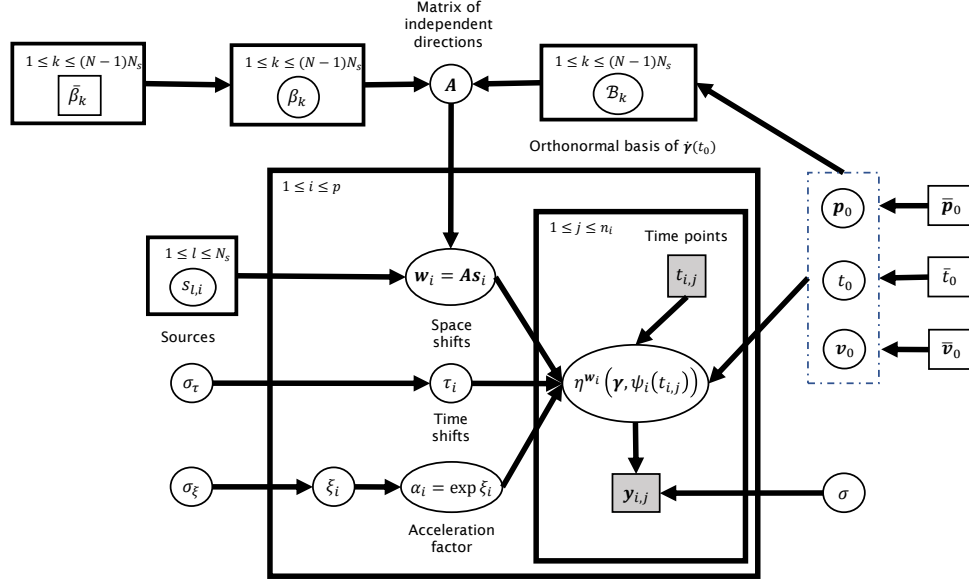 Matrix of
independent
directions
1 ≤ k ≤ (N − 1)N_s
β̄_k
1 ≤ k ≤ (N − 1)N_s
β_k
A
1 ≤ k ≤ (N − 1)N_s
ℬ_k
Orthonormal basis of γ̇(t_0)
1 ≤ i ≤ p
p_0
p̄_0
1 ≤ j ≤ n_i
Time points
t_{i,j}
1 ≤ l ≤ N_s
s_{l,i}
Sources
w_i = As_i
Space
shifts
t_0
t̄_0
v_0
v̄_0
σ_τ
τ_i
Time
shifts
η^{w_i}(γ, ψ_i(t_{i,j}))
σ_ξ
ξ_i
α_i = exp ξ_i
Acceleration
factor
y_{i,j}
σ